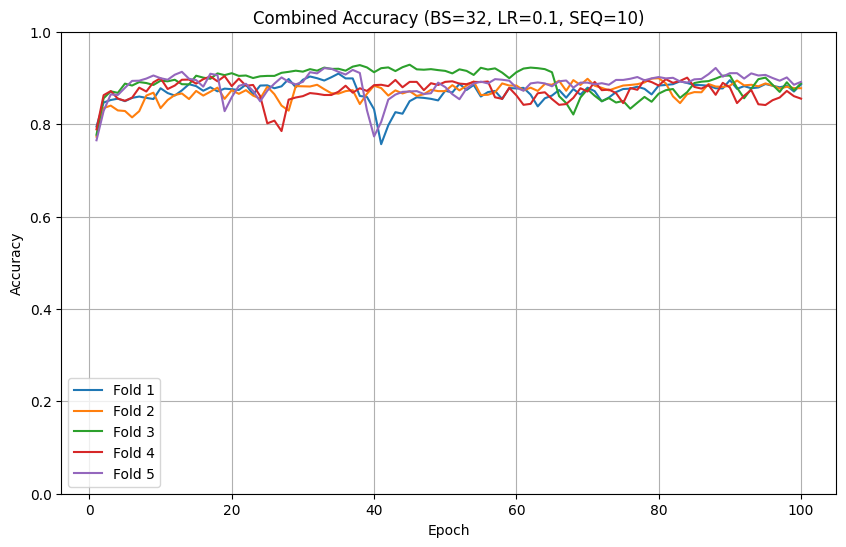 Combined Accuracy (BS=32, LR=0.1, SEQ=10)
1.0
0.8
0.6
0.4
0.2
0.0
Accuracy
Fold 1
Fold 2
Fold 3
Fold 4
Fold 5
0 20 40 60 80 100
Epoch